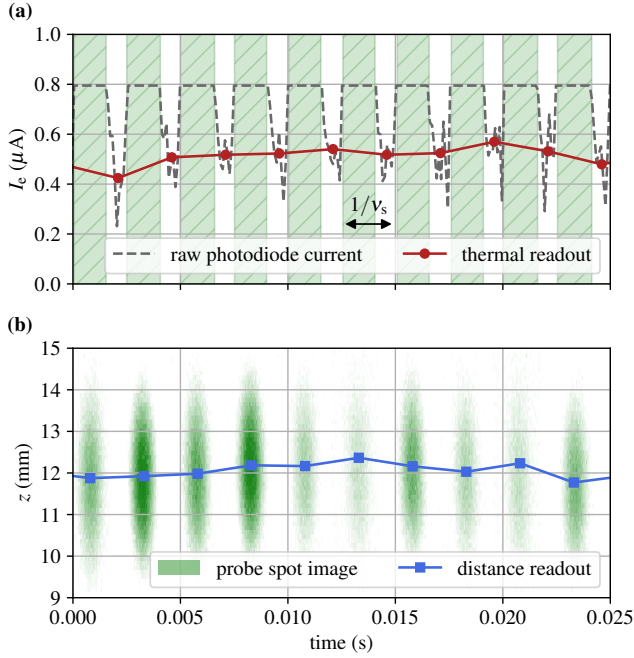 (a)
1.0
0.8
0.6
0.4
0.2
0.0
I_e (μA)
1/ν_s
raw photodiode current
thermal readout
(b)
15
14
13
12
11
10
9
z (mm)
probe spot image
distance readout
0.000 0.005 0.010 0.015 0.020 0.025
time (s)